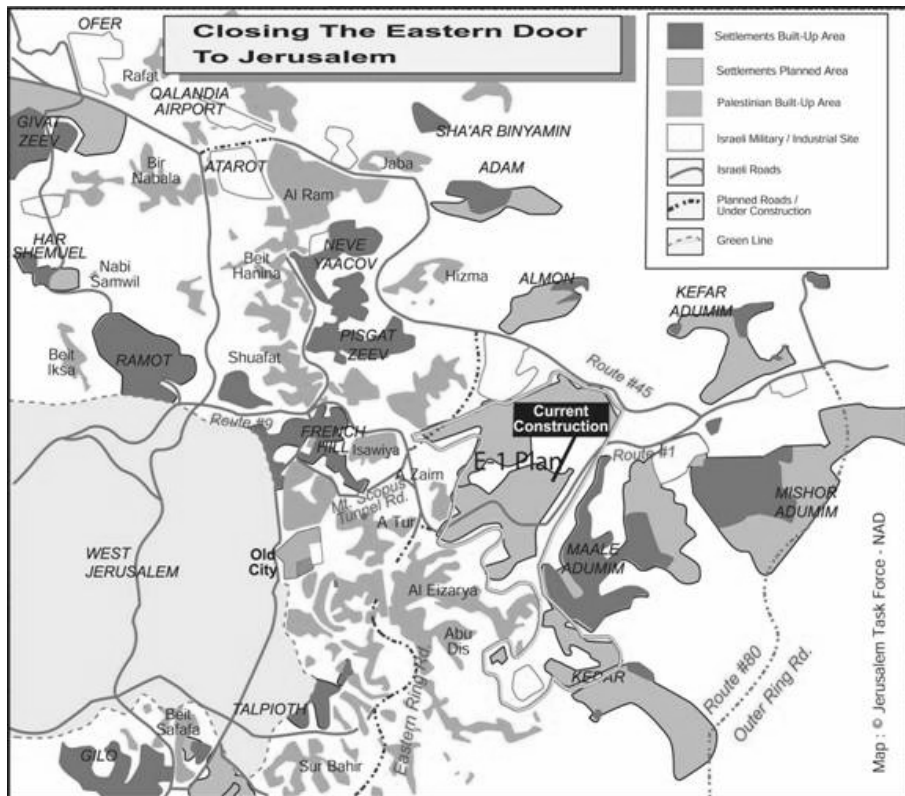 Closing The Eastern Door
To Jerusalem
Settlements Built-Up Area
Settlements Planned Area
Palestinian Built-Up Area
Israeli Military / Industrial Site
Israeli Roads
Planned Roads /
Under Construction
Green Line
OFER
Rafat
QALANDIA
AIRPORT
GIVAT
ZEEV
SHA'AR BINYAMIN
Bir
Nabala
ATAROT
Jaba
ADAM
Al Ram
HAR
SHEMUEL
Nabi
Samwil
Beit
Hanina
NEVE
YAACOV
Hizma
ALMON
KEFAR
ADUMIM
Beit
Iksa
RAMOT
Shuafat
PISGAT
ZEEV
Route #45
Route #9
FRENCH
HILL
Isawiya
Current
Construction
E-1 Plan
Route #1
A Zaim
Mt. Scopus
Tunnel Rd.
A Tur
MISHOR
ADUMIM
WEST
JERUSALEM
Old
City
MAALE
ADUMIM
Al Eizarya
Abu
Dis
KEDAR
Eastern Ring Rd.
Route #80
Outer Ring Rd.
TALPIOTH
Beit
Safafa
GILO
Sur Bahir
Map : © Jerusalem Task Force - NAD